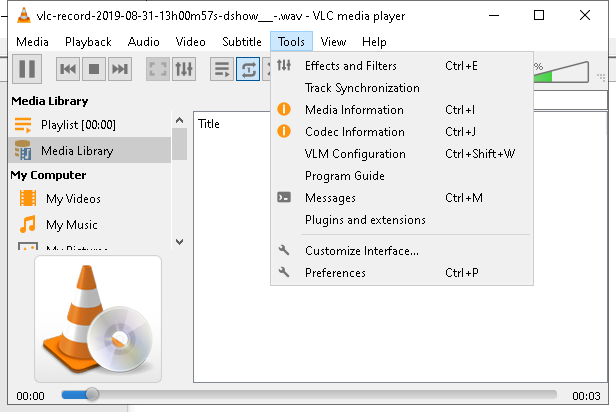 vlc-record-2019-08-31-13h00m57s-dshow___-.wav - VLC media player
Media Playback Audio Video Subtitle Tools View Help
%
Media Library
Playlist [00:00]
Media Library
My Computer
My Videos
My Music
My Pictures
Title
Effects and Filters Ctrl+E
Track Synchronization
Media Information Ctrl+I
Codec Information Ctrl+J
VLM Configuration Ctrl+Shift+W
Program Guide
Messages Ctrl+M
Plugins and extensions
Customize Interface...
Preferences Ctrl+P
00:00 00:03